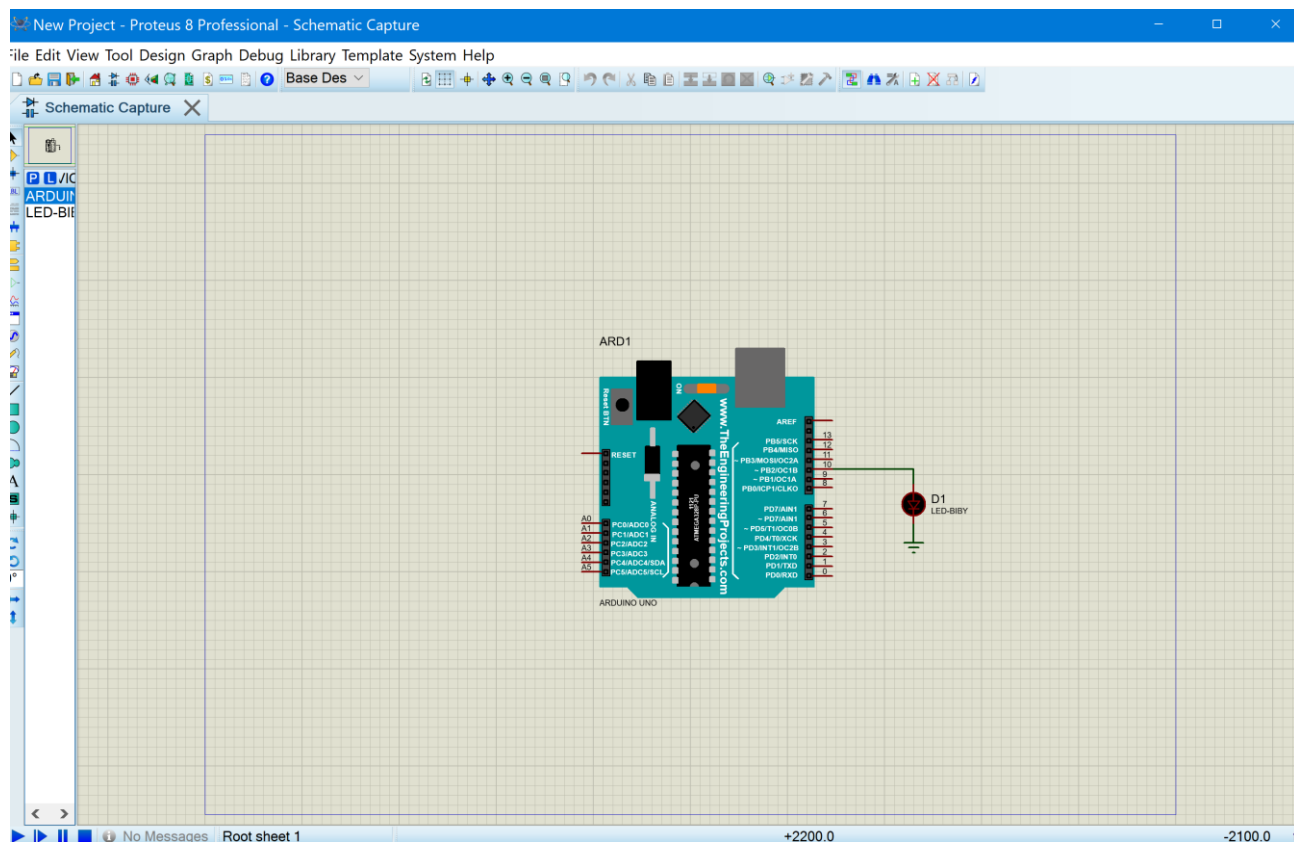 New Project - Proteus 8 Professional - Schematic Capture
File Edit View Tool Design Graph Debug Library Template System Help
Base Des
Schematic Capture
P L
ARDUIN
LED-BIB
ARD1
Reset BTN
ON
www.TheEngineeringProjects.com
AREF
RESET
13
PB5/SCK
12
PB4/MISO
11
~ PB3/MOSI/OC2A
10
~ PB2/OC1B
9
~ PB1/OC1A
8
PB0/ICP1/CLKO
1121
ATMEGA328P-PU
ANALOG IN
7
PD7/AIN1
6
~ PD7/AIN1
5
~ PD5/T1/OC0B
4
PD4/T0/XCK
3
~ PD3/INT1/OC2B
2
PD2/INT0
1
PD1/TXD
0
PD0/RXD
A0
PC0/ADC0
A1
PC1/ADC1
A2
PC2/ADC2
A3
PC3/ADC3
A4
PC4/ADC4/SDA
A5
PC5/ADC5/SCL
ARDUINO UNO
D1
LED-BIBY
No Messages
Root sheet 1
+2200.0
-2100.0